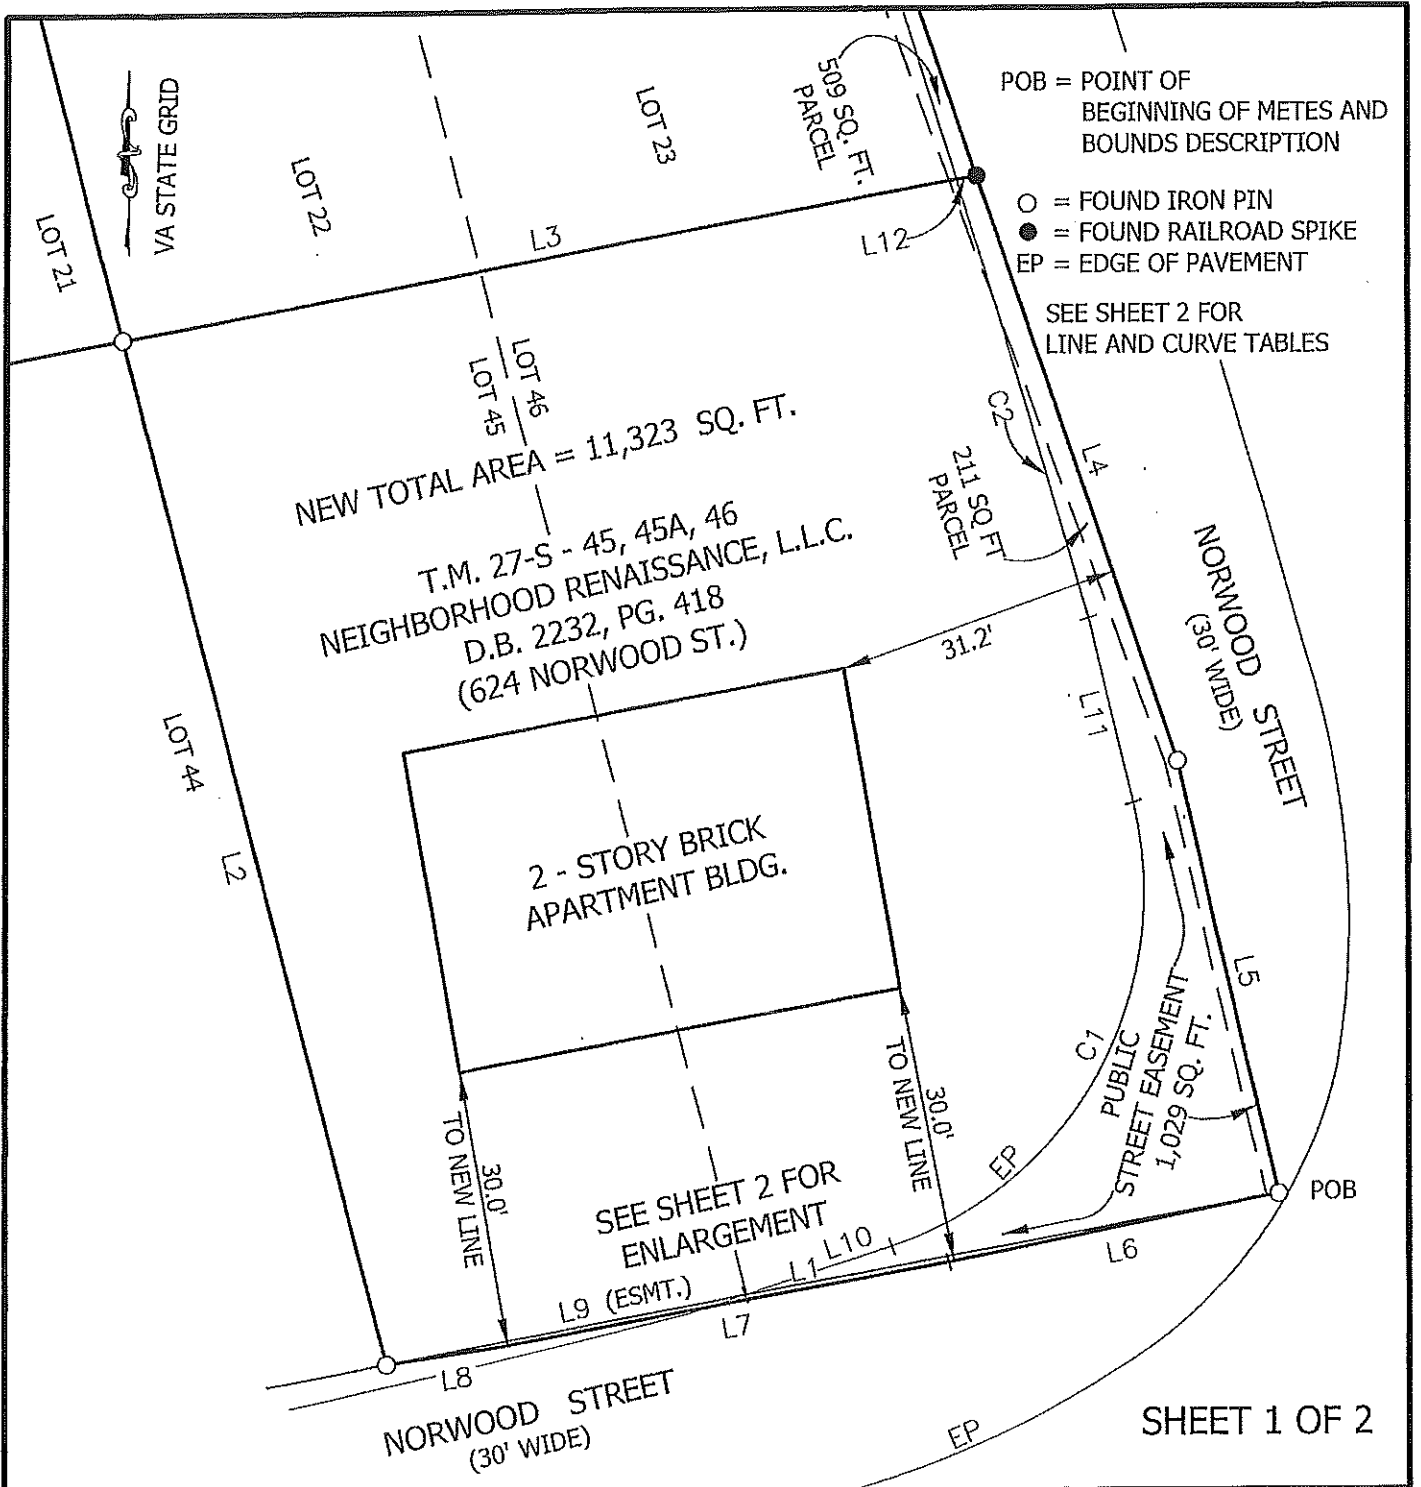 POB = POINT OF
BEGINNING OF METES AND
BOUNDS DESCRIPTION
○ = FOUND IRON PIN
● = FOUND RAILROAD SPIKE
EP = EDGE OF PAVEMENT
SEE SHEET 2 FOR
LINE AND CURVE TABLES
VA STATE GRID
LOT 21
LOT 22
LOT 23
509 SQ. FT.
PARCEL
L3
L12
LOT 46
LOT 45
NEW TOTAL AREA = 11,323 SQ. FT.
T.M. 27-S - 45, 45A, 46
NEIGHBORHOOD RENAISSANCE, L.L.C.
D.B. 2232, PG. 418
(624 NORWOOD ST.)
C2
L4
211 SQ FT
PARCEL
31.2'
L11
NORWOOD STREET
(30' WIDE)
LOT 44
L2
2 - STORY BRICK
APARTMENT BLDG.
L5
C1
PUBLIC
STREET EASEMENT
1,029 SQ. FT.
30.0'
TO NEW LINE
30.0'
TO NEW LINE
EP
SEE SHEET 2 FOR
ENLARGEMENT
POB
L10
L1
L6
L9 (ESMT.)
L7
L8
NORWOOD STREET
(30' WIDE)
EP
SHEET 1 OF 2